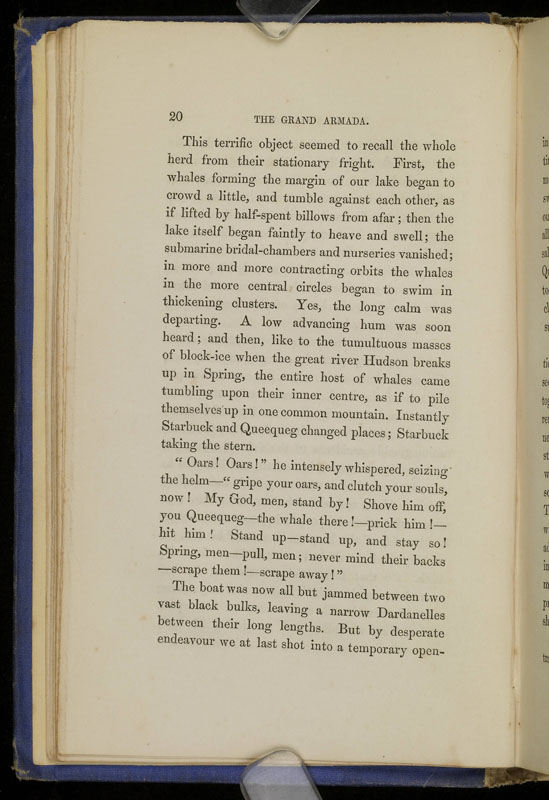 20 THE GRAND ARMADA.
This terrific object seemed to recall the whole
herd from their stationary fright. First, the
whales forming the margin of our lake began to
crowd a little, and tumble against each other, as
if lifted by half-spent billows from afar; then the
lake itself began faintly to heave and swell; the
submarine bridal-chambers and nurseries vanished;
in more and more contracting orbits the whales
in the more central circles began to swim in
thickening clusters. Yes, the long calm was
departing. A low advancing hum was soon
heard; and then, like to the tumultuous masses
of block-ice when the great river Hudson breaks
up in Spring, the entire host of whales came
tumbling upon their inner centre, as if to pile
themselves up in one common mountain. Instantly
Starbuck and Queequeg changed places; Starbuck
taking the stern.
“Oars! Oars!” he intensely whispered, seizing
the helm—“gripe your oars, and clutch your souls,
now! My God, men, stand by! Shove him off,
you Queequeg—the whale there!—prick him!—
hit him! Stand up—stand up, and stay so!
Spring, men—pull, men; never mind their backs
—scrape them!—scrape away!”
The boat was now all but jammed between two
vast black bulks, leaving a narrow Dardanelles
between their long lengths. But by desperate
endeavour we at last shot into a temporary open-